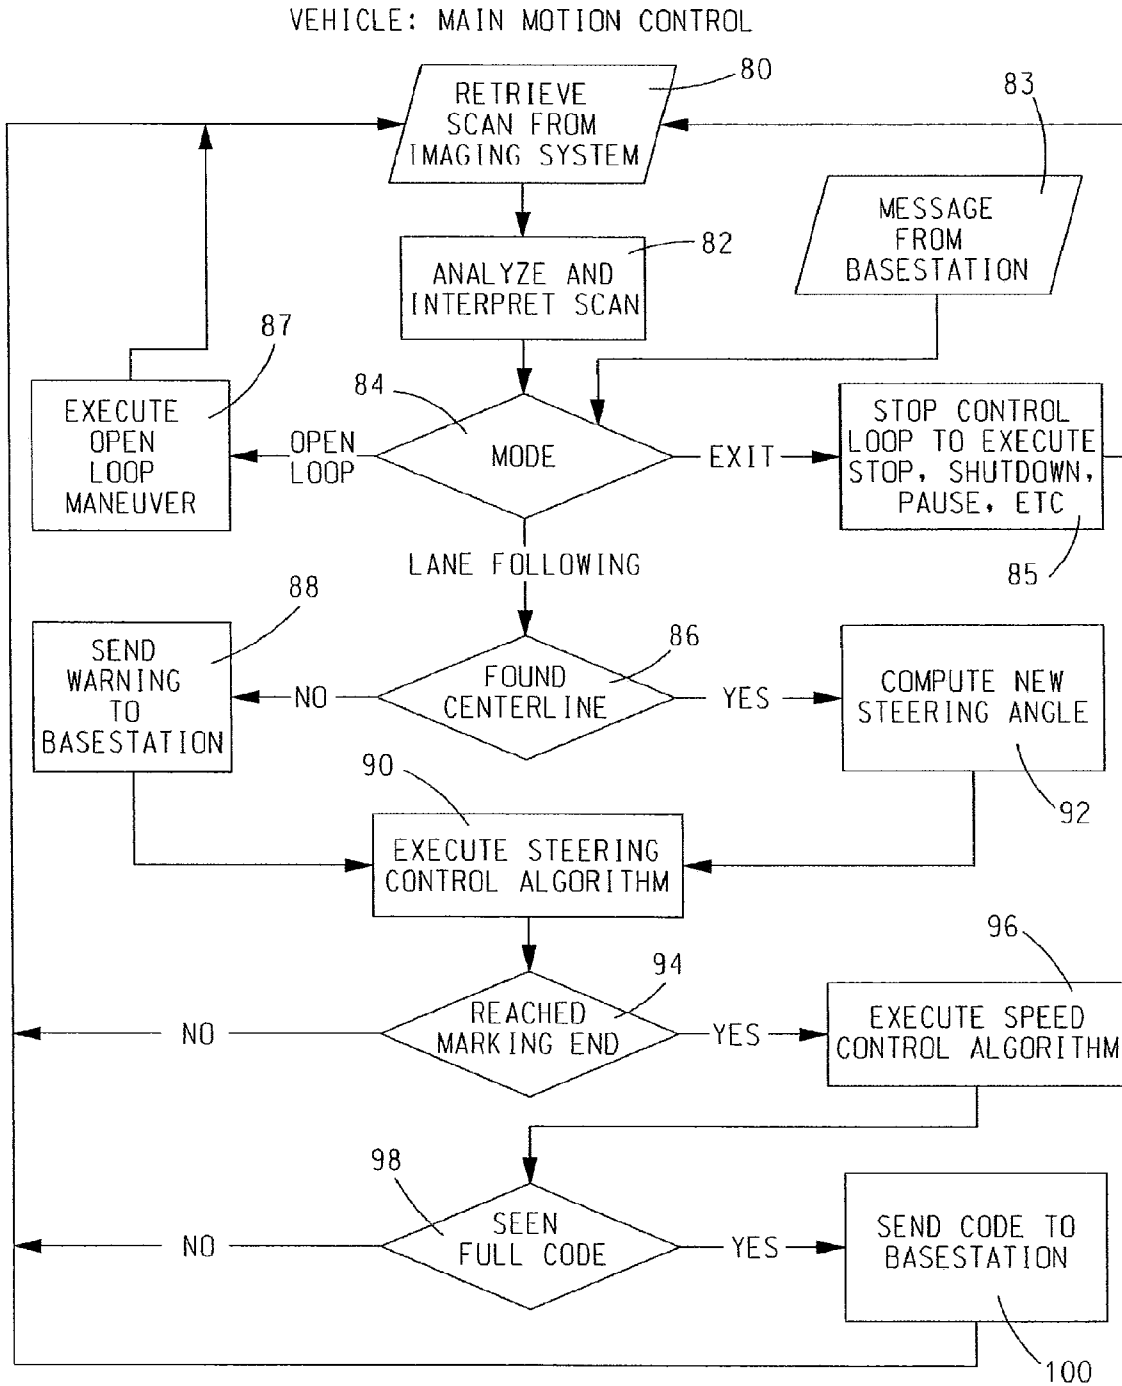 VEHICLE: MAIN MOTION CONTROL
80
RETRIEVE
SCAN FROM
IMAGING SYSTEM
83
MESSAGE
FROM
BASESTATION
82
ANALYZE AND
INTERPRET SCAN
87
EXECUTE
OPEN
LOOP
MANEUVER
84
OPEN
LOOP
MODE
EXIT
STOP CONTROL
LOOP TO EXECUTE
STOP, SHUTDOWN,
PAUSE, ETC
85
LANE FOLLOWING
88
SEND
WARNING
TO
BASESTATION
NO
86
FOUND
CENTERLINE
YES
COMPUTE NEW
STEERING ANGLE
92
90
EXECUTE STEERING
CONTROL ALGORITHM
94
REACHED
MARKING END
NO
YES
96
EXECUTE SPEED
CONTROL ALGORITHM
98
SEEN
FULL CODE
NO
YES
SEND CODE TO
BASESTATION
100